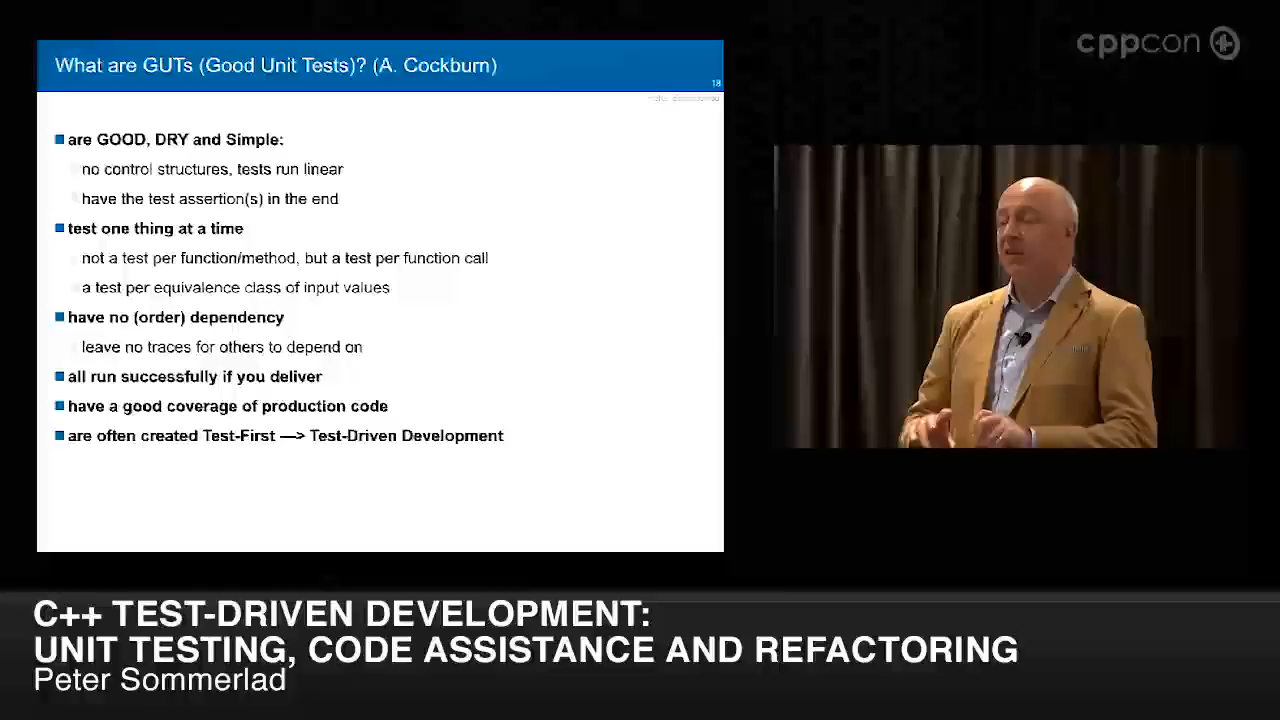 What are GUTs (Good Unit Tests)? (A. Cockburn)
18
are GOOD, DRY and Simple:
no control structures, tests run linear
have the test assertion(s) in the end
test one thing at a time
not a test per function/method, but a test per function call
a test per equivalence class of input values
have no (order) dependency
leave no traces for others to depend on
all run successfully if you deliver
have a good coverage of production code
are often created Test-First —> Test-Driven Development
cppcon
C++ TEST-DRIVEN DEVELOPMENT:
UNIT TESTING, CODE ASSISTANCE AND REFACTORING
Peter Sommerlad